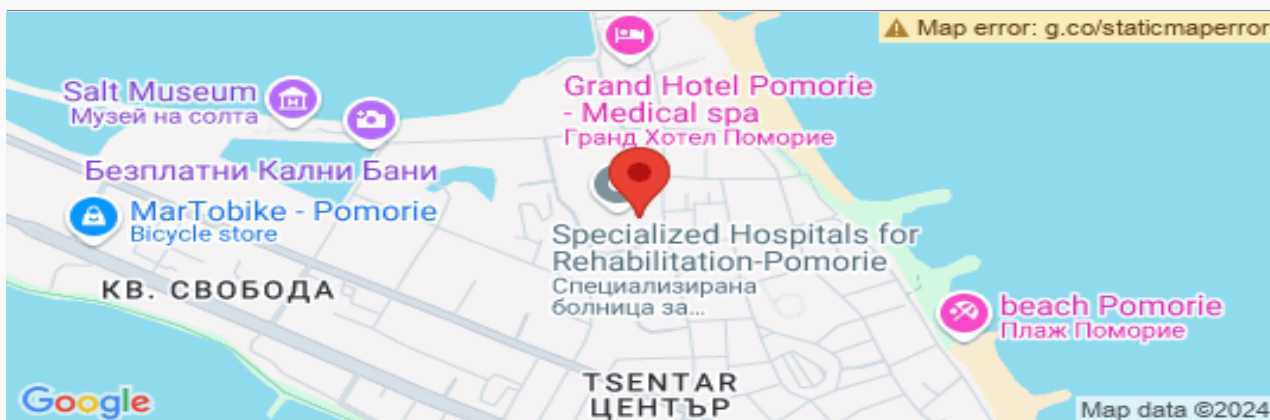 Map error: g.co/staticmaperror
Grand Hotel Pomorie
- Medical spa
Гранд Хотел Поморие
Salt Museum
Музей на солта
Безплатни Кални Бани
MarTobike - Pomorie
Bicycle store
Specialized Hospitals for
Rehabilitation-Pomorie
Специализирана
болница за...
КВ. СВОБОДА
beach Pomorie
Плаж Поморие
TSENTAR
ЦЕНТЪР
Google
Map data ©2024